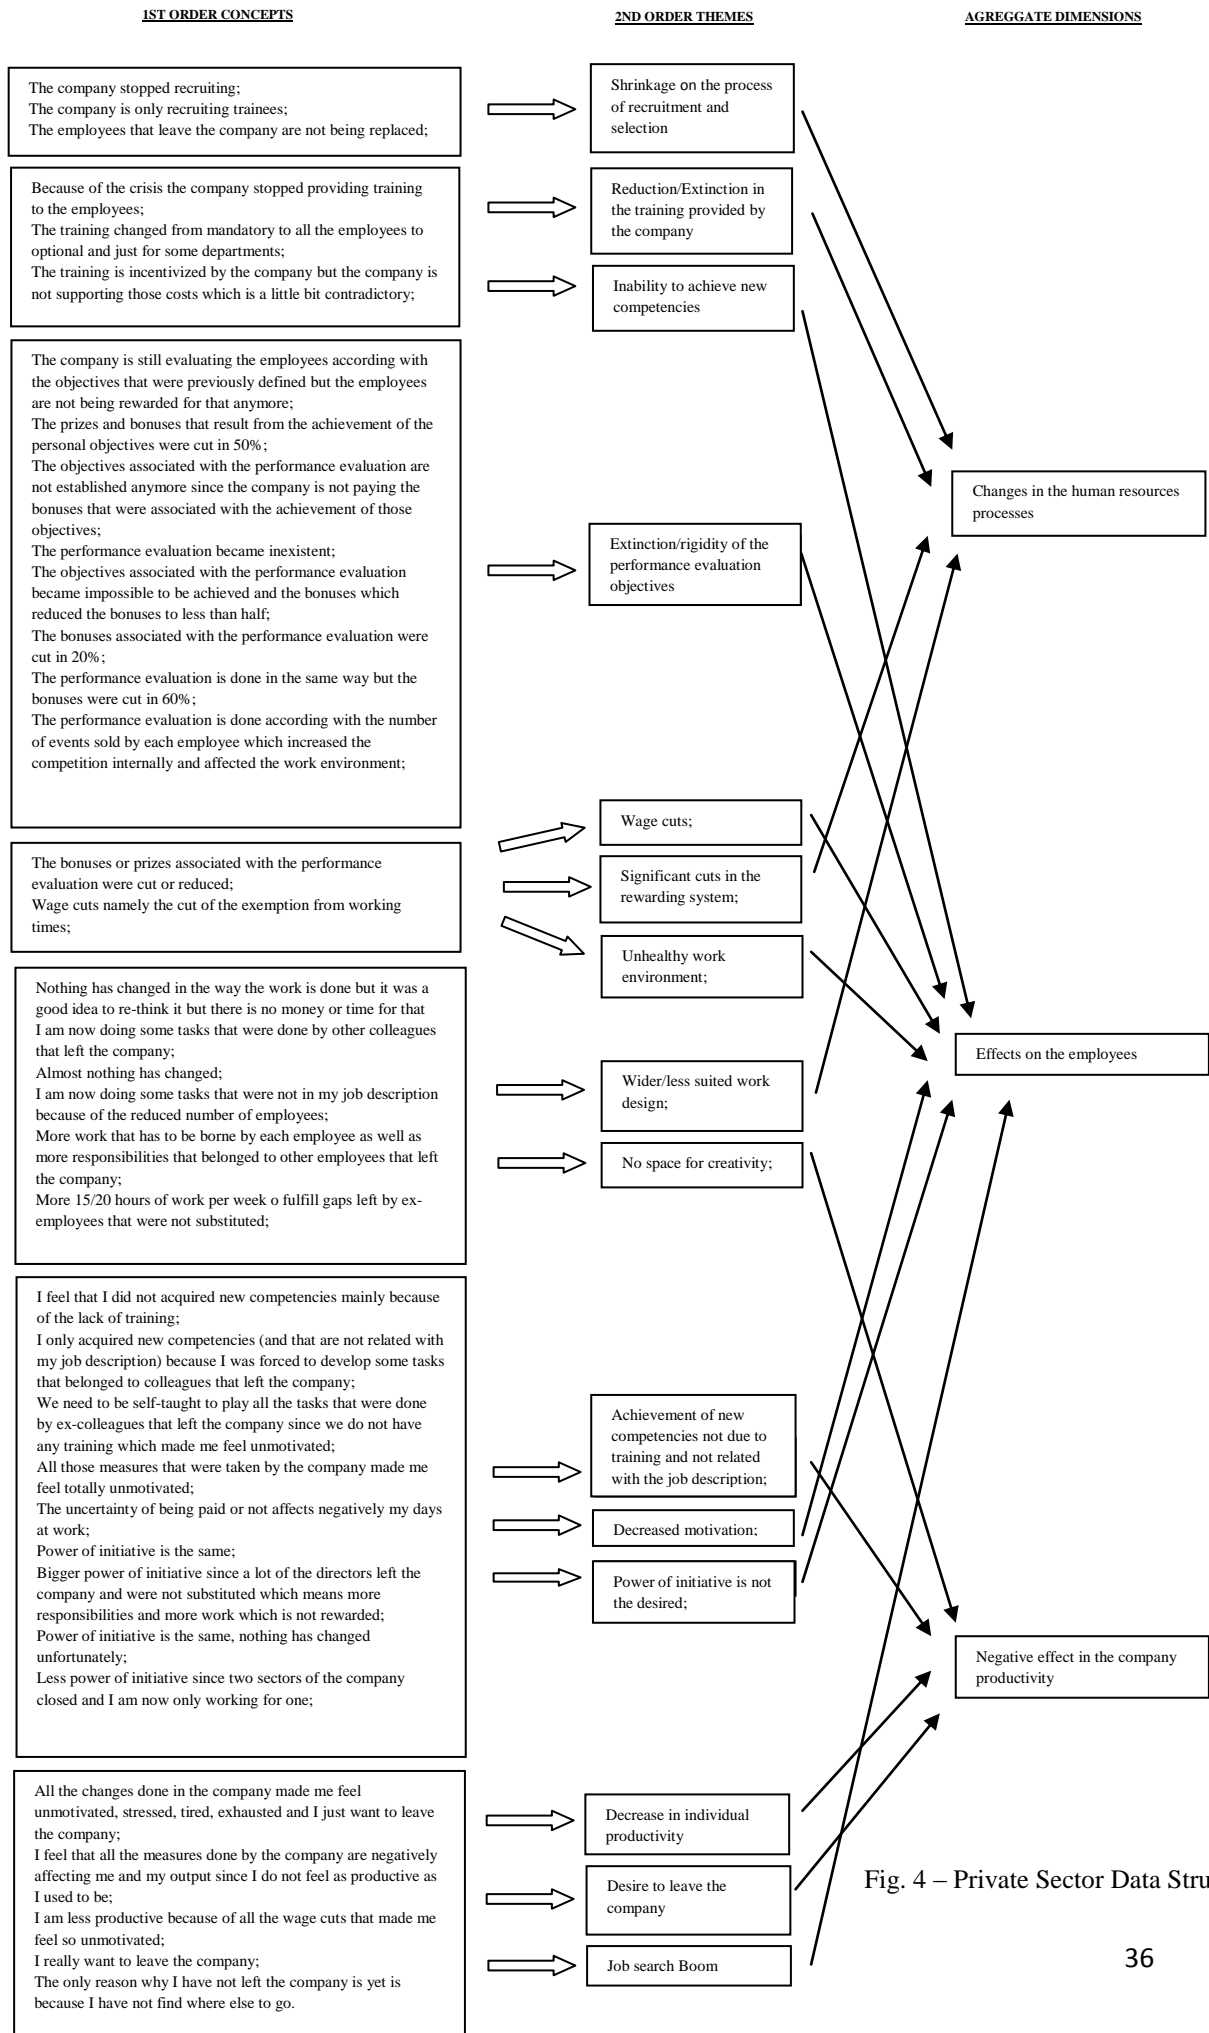 1ST ORDER CONCEPTS
2ND ORDER THEMES
AGREGGATE DIMENSIONS
The company stopped recruiting;
The company is only recruiting trainees;
The employees that leave the company are not being replaced;
Shrinkage on the process
of recruitment and
selection
Because of the crisis the company stopped providing training
to the employees;
The training changed from mandatory to all the employees to
optional and just for some departments;
The training is incentivized by the company but the company is
not supporting those costs which is a little bit contradictory;
Reduction/Extinction in
the training provided by
the company
Inability to achieve new
competencies
The company is still evaluating the employees according with
the objectives that were previously defined but the employees
are not being rewarded for that anymore;
The prizes and bonuses that result from the achievement of the
personal objectives were cut in 50%;
The objectives associated with the performance evaluation are
not established anymore since the company is not paying the
bonuses that were associated with the achievement of those
objectives;
The performance evaluation became inexistent;
The objectives associated with the performance evaluation
became impossible to be achieved and the bonuses which
reduced the bonuses to less than half;
The bonuses associated with the performance evaluation were
cut in 20%;
The performance evaluation is done in the same way but the
bonuses were cut in 60%;
The performance evaluation is done according with the number
of events sold by each employee which increased the
competition internally and affected the work environment;
Extinction/rigidity of the
performance evaluation
objectives
Changes in the human resources
processes
The bonuses or prizes associated with the performance
evaluation were cut or reduced;
Wage cuts namely the cut of the exemption from working
times;
Wage cuts;
Significant cuts in the
rewarding system;
Unhealthy work
environment;
Nothing has changed in the way the work is done but it was a
good idea to re-think it but there is no money or time for that
I am now doing some tasks that were done by other colleagues
that left the company;
Almost nothing has changed;
I am now doing some tasks that were not in my job description
because of the reduced number of employees;
More work that has to be borne by each employee as well as
more responsibilities that belonged to other employees that left
the company;
More 15/20 hours of work per week o fulfill gaps left by ex-
employees that were not substituted;
Wider/less suited work
design;
No space for creativity;
Effects on the employees
I feel that I did not acquired new competencies mainly because
of the lack of training;
I only acquired new competencies (and that are not related with
my job description) because I was forced to develop some tasks
that belonged to colleagues that left the company;
We need to be self-taught to play all the tasks that were done
by ex-colleagues that left the company since we do not have
any training which made me feel unmotivated;
All those measures that were taken by the company made me
feel totally unmotivated;
The uncertainty of being paid or not affects negatively my days
at work;
Power of initiative is the same;
Bigger power of initiative since a lot of the directors left the
company and were not substituted which means more
responsibilities and more work which is not rewarded;
Power of initiative is the same, nothing has changed
unfortunately;
Less power of initiative since two sectors of the company
closed and I am now only working for one;
Achievement of new
competencies not due to
training and not related
with the job description;
Decreased motivation;
Power of initiative is not
the desired;
Negative effect in the company
productivity
All the changes done in the company made me feel
unmotivated, stressed, tired, exhausted and I just want to leave
the company;
I feel that all the measures done by the company are negatively
affecting me and my output since I do not feel as productive as
I used to be;
I am less productive because of all the wage cuts that made me
feel so unmotivated;
I really want to leave the company;
The only reason why I have not left the company is yet is
because I have not find where else to go.
Decrease in individual
productivity
Desire to leave the
company
Job search Boom
Fig. 4 – Private Sector Data Stru
36